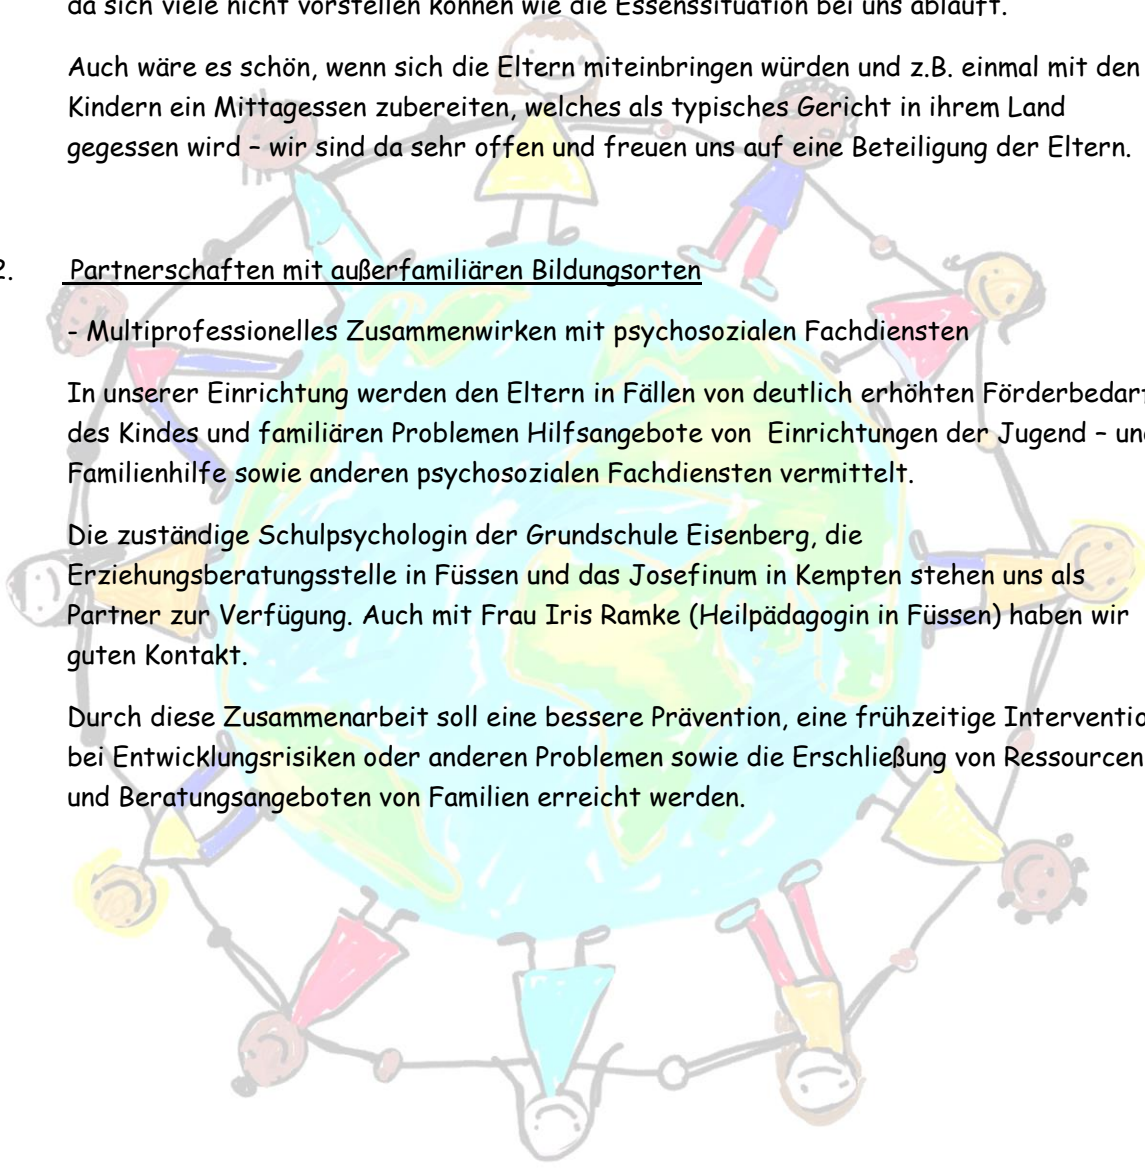 da sich viele nicht vorstellen können wie die Essenssituation bei uns abläuft.
Auch wäre es schön, wenn sich die Eltern miteinbringen würden und z.B. einmal mit den
Kindern ein Mittagessen zubereiten, welches als typisches Gericht in ihrem Land
gegessen wird – wir sind da sehr offen und freuen uns auf eine Beteiligung der Eltern.
2. Partnerschaften mit außerfamiliären Bildungsorten
- Multiprofessionelles Zusammenwirken mit psychosozialen Fachdiensten
In unserer Einrichtung werden den Eltern in Fällen von deutlich erhöhten Förderbedarf
des Kindes und familiären Problemen Hilfsangebote von Einrichtungen der Jugend – und
Familienhilfe sowie anderen psychosozialen Fachdiensten vermittelt.
Die zuständige Schulpsychologin der Grundschule Eisenberg, die
Erziehungsberatungsstelle in Füssen und das Josefinum in Kempten stehen uns als
Partner zur Verfügung. Auch mit Frau Iris Ramke (Heilpädagogin in Füssen) haben wir
guten Kontakt.
Durch diese Zusammenarbeit soll eine bessere Prävention, eine frühzeitige Interventio
bei Entwicklungsrisiken oder anderen Problemen sowie die Erschließung von Ressourcen
und Beratungsangeboten von Familien erreicht werden.